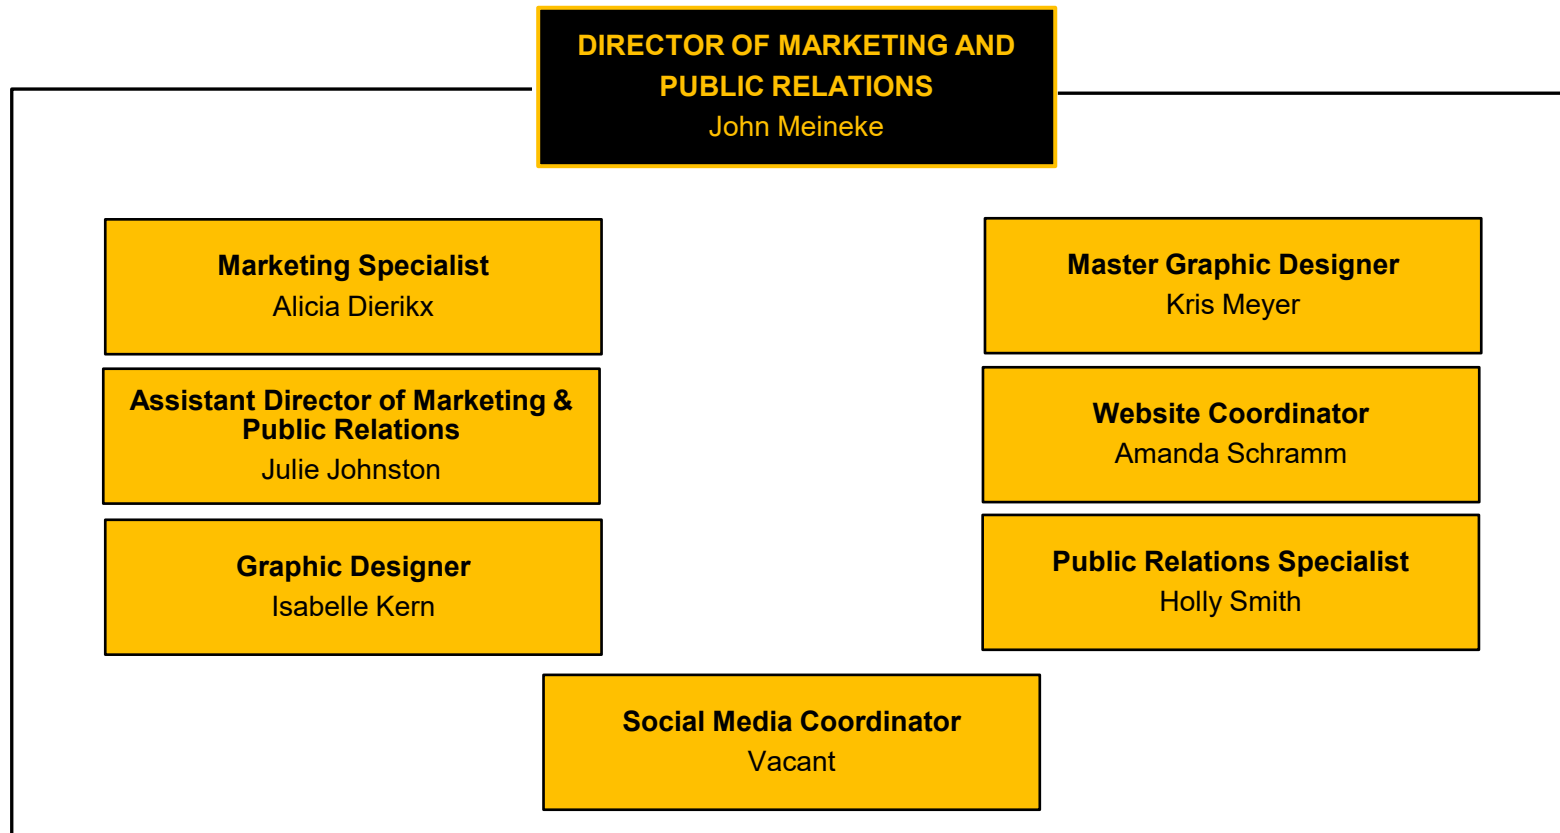 DIRECTOR OF MARKETING AND
PUBLIC RELATIONS
John Meineke
Marketing Specialist
Alicia Dierikx
Master Graphic Designer
Kris Meyer
Assistant Director of Marketing &
Public Relations
Julie Johnston
Website Coordinator
Amanda Schramm
Graphic Designer
Isabelle Kern
Public Relations Specialist
Holly Smith
Social Media Coordinator
Vacant